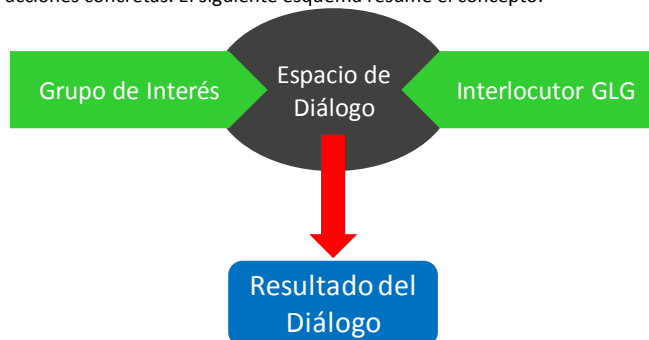 acciones concretas. El siguiente esquema resume el concepto:
Grupo de Interés
Espacio de
Diálogo
Interlocutor GLG
Resultado del
Diálogo